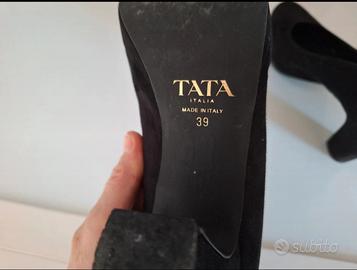 TATA
ITALIA
MADE IN ITALY
39
subito